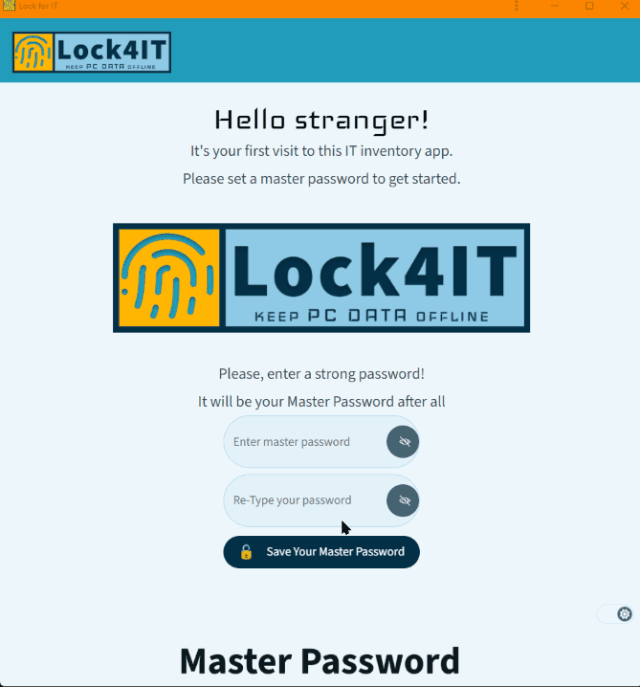 Lock for IT
Lock4IT
KEEP PC DATA OFFLINE
Hello stranger!
It's your first visit to this IT inventory app.
Please set a master password to get started.
Lock4IT
KEEP PC DATA OFFLINE
Please, enter a strong password!
It will be your Master Password after all
Enter master password
Re-Type your password
Save Your Master Password
Master Password